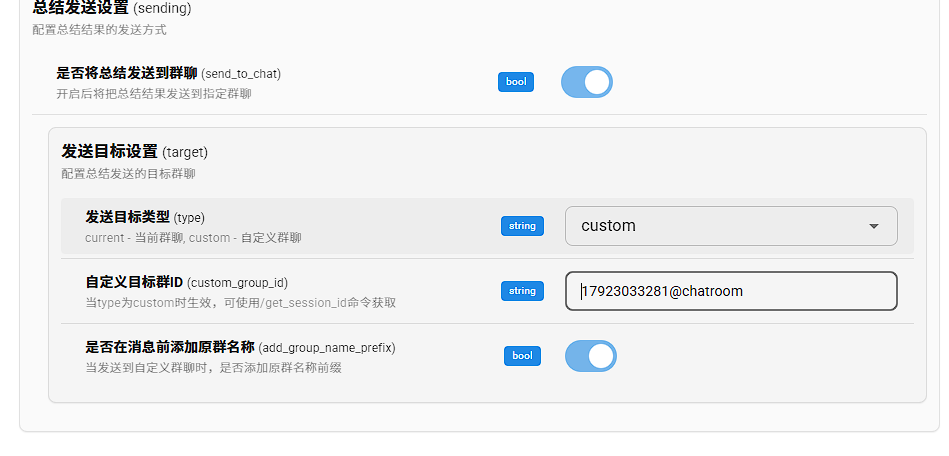 总结发送设置 (sending)
配置总结结果的发送方式
是否将总结发送到群聊 (send_to_chat)
开启后将把总结结果发送到指定群聊
bool
发送目标设置 (target)
配置总结发送的目标群聊
发送目标类型 (type)
current - 当前群聊, custom - 自定义群聊
string
custom
自定义目标群ID (custom_group_id)
当type为custom时生效，可使用/get_session_id命令获取
string
17923033281@chatroom
是否在消息前添加原群名称 (add_group_name_prefix)
当发送到自定义群聊时，是否添加原群名称前缀
bool